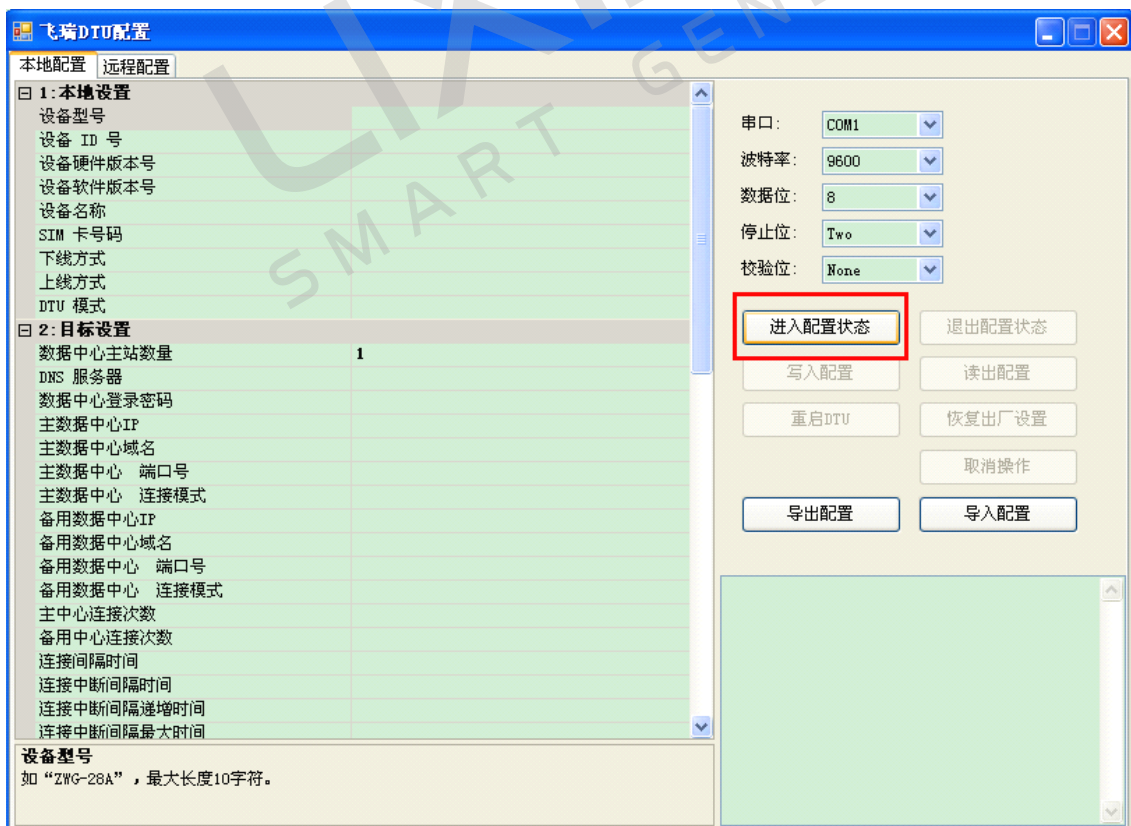 飞瑞DTU配置
本地配置 远程配置
1:本地设置
设备型号
设备 ID 号
设备硬件版本号
设备软件版本号
设备名称
SIM 卡号码
下线方式
上线方式
DTU 模式
2:目标设置
数据中心主站数量 1
DNS 服务器
数据中心登录密码
主数据中心IP
主数据中心域名
主数据中心 端口号
主数据中心 连接模式
备用数据中心IP
备用数据中心域名
备用数据中心 端口号
备用数据中心 连接模式
主中心连接次数
备用中心连接次数
连接间隔时间
连接中断间隔时间
连接中断间隔递增时间
连接中断间隔最大时间
设备型号
如“ZWG-28A”，最大长度10字符。
串口: COM1
波特率: 9600
数据位: 8
停止位: Two
校验位: None
进入配置状态 退出配置状态
写入配置 读出配置
重启DTU 恢复出厂设置
取消操作
导出配置 导入配置
SMART GEN